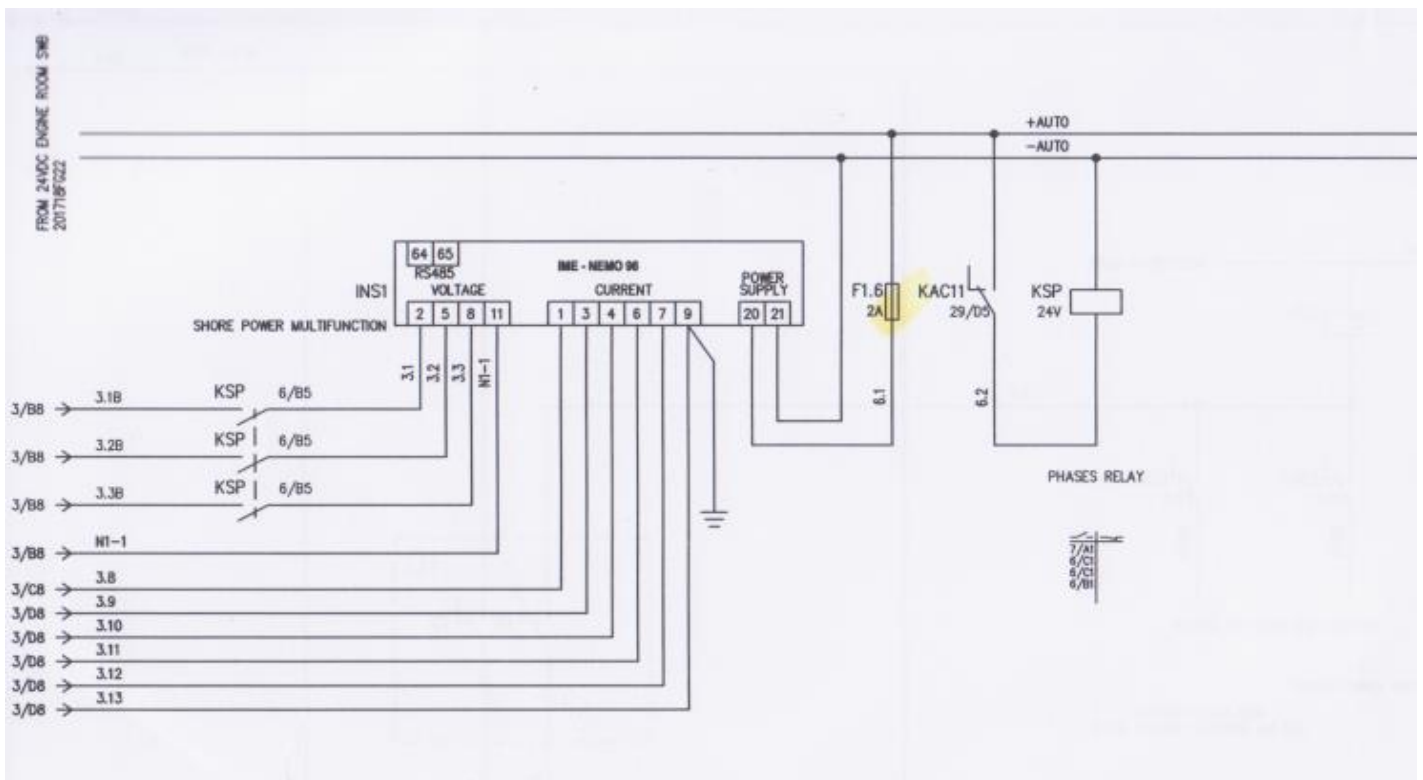 FROM 24VDC ENGINE ROOM SWB
+AUTO
-AUTO
64 65
RS485
IME - NEMO 96
INS1
VOLTAGE
CURRENT
POWER
SUPPLY
2 5 8 11
1 3 4 6 7 9
20 21
SHORE POWER MULTIFUNCTION
F1.6
2A
KAC11
29/D5
KSP
24V
3.1
3.2
3.3
N1-1
6.1
6.2
3/B8 3.1B KSP 6/B5
3/B8 3.2B KSP 6/B5
3/B8 3.3B KSP 6/B5
3/B8 N1-1
3/C8 3.8
3/D8 3.9
3/D8 3.10
3/D8 3.11
3/D8 3.12
3/D8 3.13
PHASES RELAY
7/A1
6/C1
6/C1
6/B1